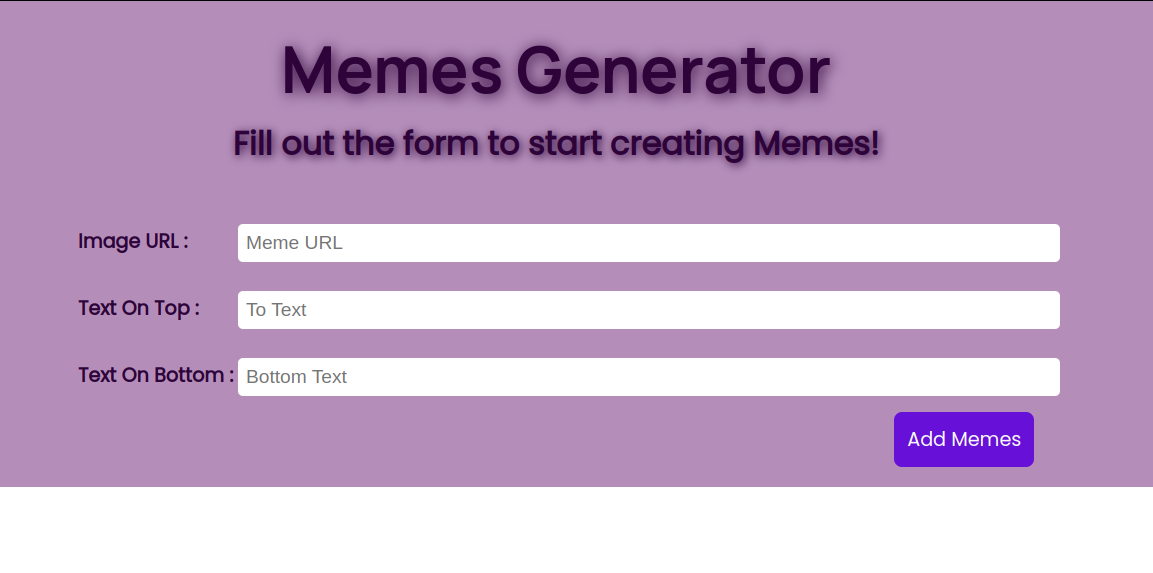 Memes Generator
Fill out the form to start creating Memes!
Image URL : Meme URL
Text On Top : To Text
Text On Bottom : Bottom Text
Add Memes